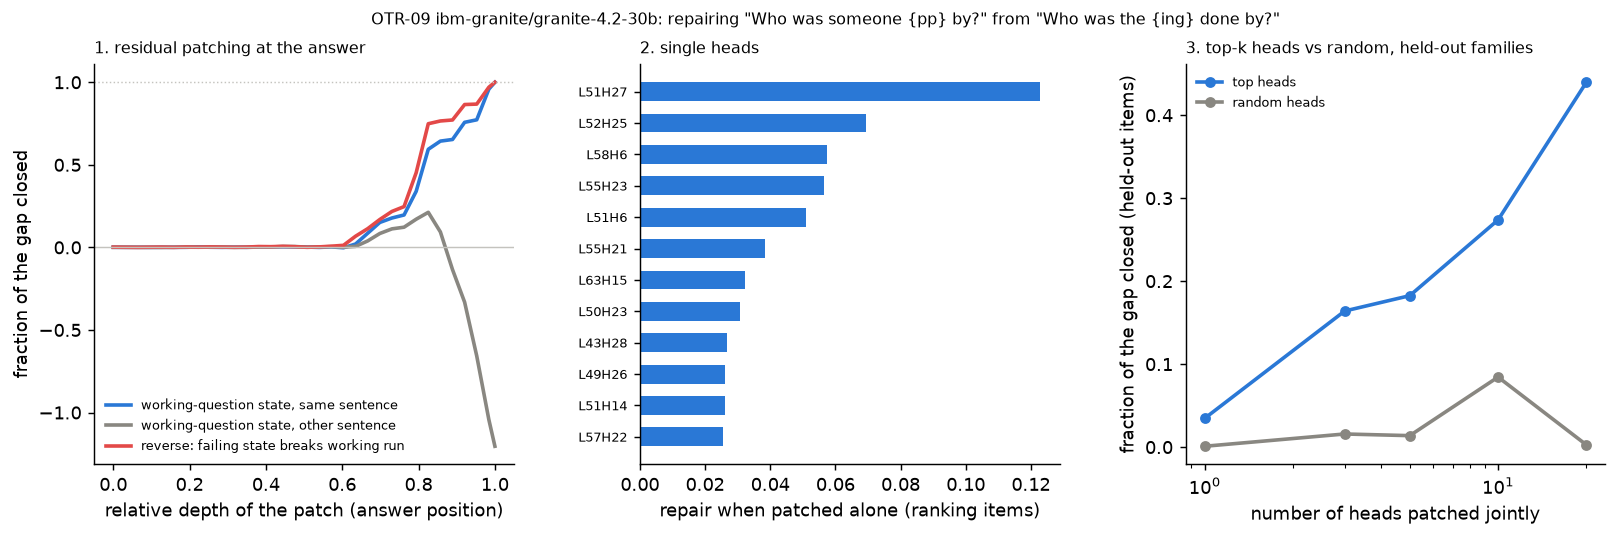 OTR-09 ibm-granite/granite-4.2-30b: repairing "Who was someone {pp} by?" from "Who was the {ing} done by?"
1. residual patching at the answer
fraction of the gap closed
1.0
0.5
0.0
−0.5
−1.0
working-question state, same sentence
working-question state, other sentence
reverse: failing state breaks working run
0.0 0.2 0.4 0.6 0.8 1.0
relative depth of the patch (answer position)
2. single heads
L51H27
L52H25
L58H6
L55H23
L51H6
L55H21
L63H15
L50H23
L43H28
L49H26
L51H14
L57H22
0.00 0.02 0.04 0.06 0.08 0.10 0.12
repair when patched alone (ranking items)
3. top-k heads vs random, held-out families
fraction of the gap closed (held-out items)
top heads
random heads
0.4
0.3
0.2
0.1
0.0
10⁰ 10¹
number of heads patched jointly